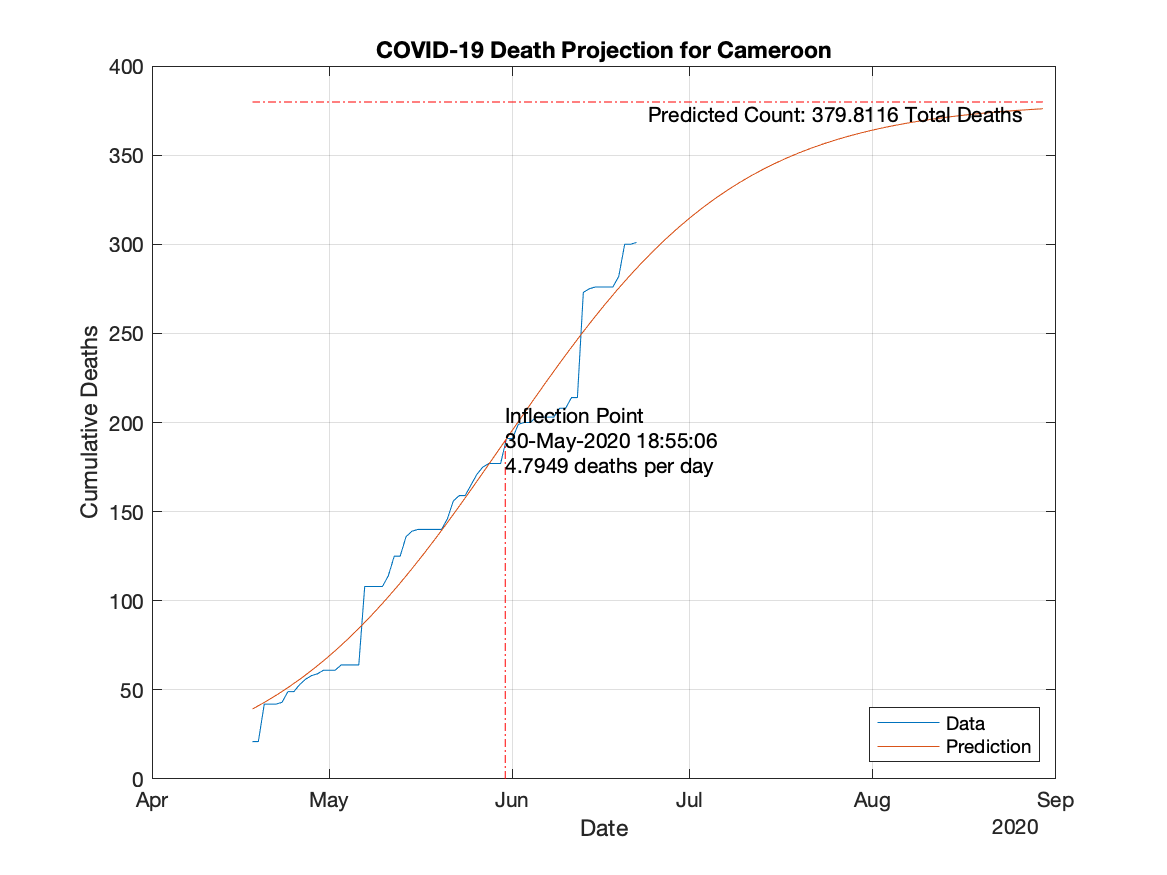 COVID-19 Death Projection for Cameroon
400
350
300
250
200
150
100
50
0
Cumulative Deaths
Predicted Count: 379.8116 Total Deaths
Inflection Point
30-May-2020 18:55:06
4.7949 deaths per day
Data
Prediction
Apr May Jun Jul Aug Sep
Date
2020